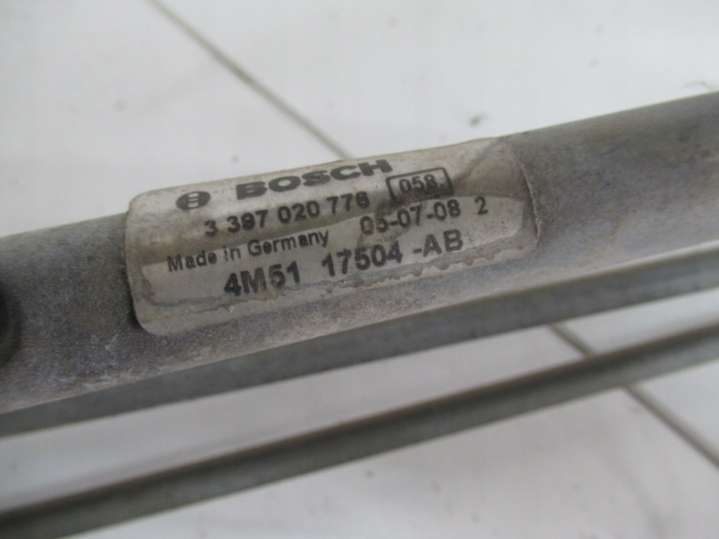 BOSCH
3 397 020 776 058.
05-07-08 2
Made in Germany
4M51 17504-AB